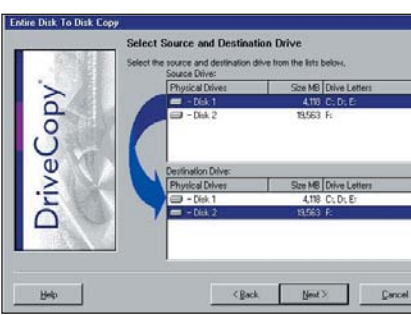 Entire Disk To Disk Copy
Select Source and Destination Drive
Select the source and destination drive from the lists below.
Source Drive:
Physical Drives Size MB Drive Letters
- Disk 1 4,118 C:, D:, E:
- Disk 2 19,563 F:
Destination Drive:
Physical Drives Size MB Drive Letters
- Disk 1 4,118 C:, D:, E:
- Disk 2 19,563 F:
DriveCopy
Help
< Back
Next >
Cancel